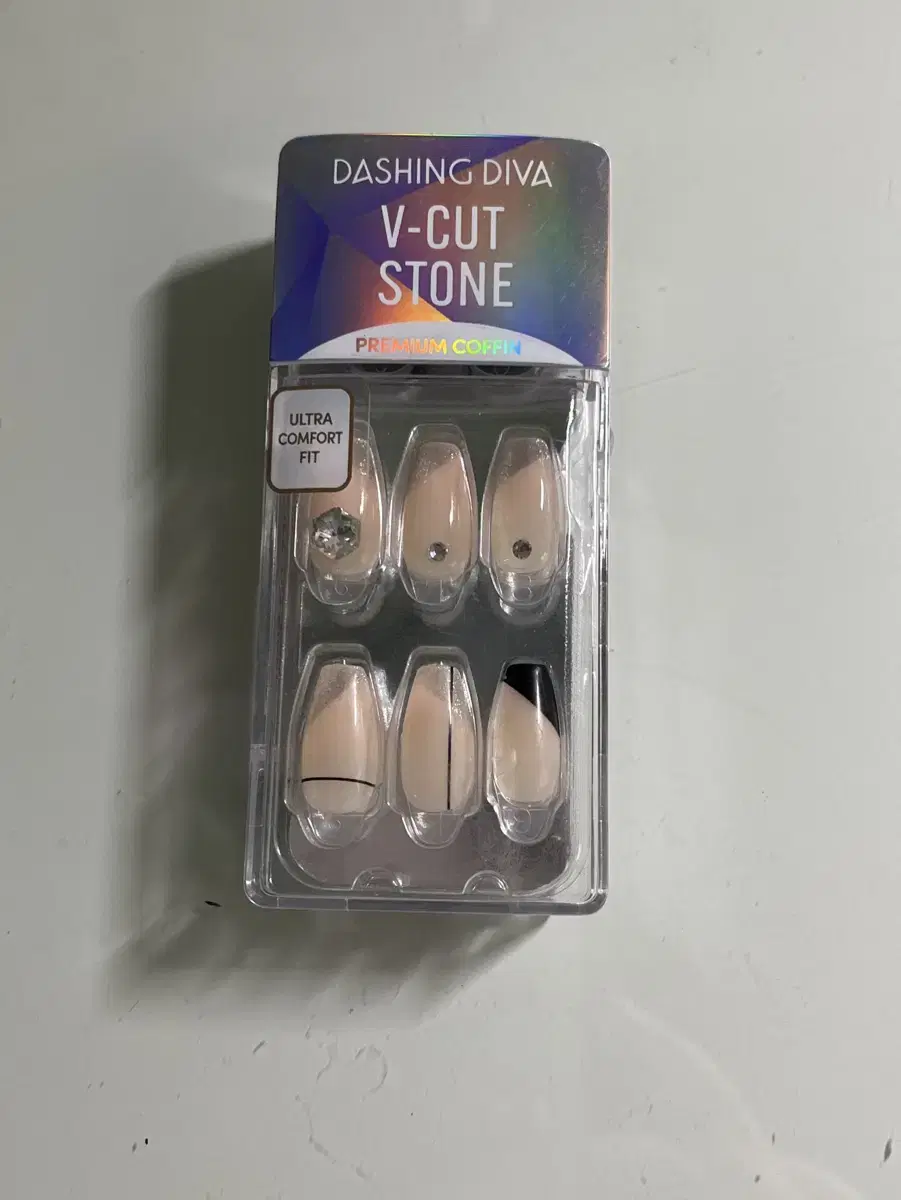 DASHING DIVA
V-CUT
STONE
PREMIUM COFFIN
ULTRA
COMFORT
FIT